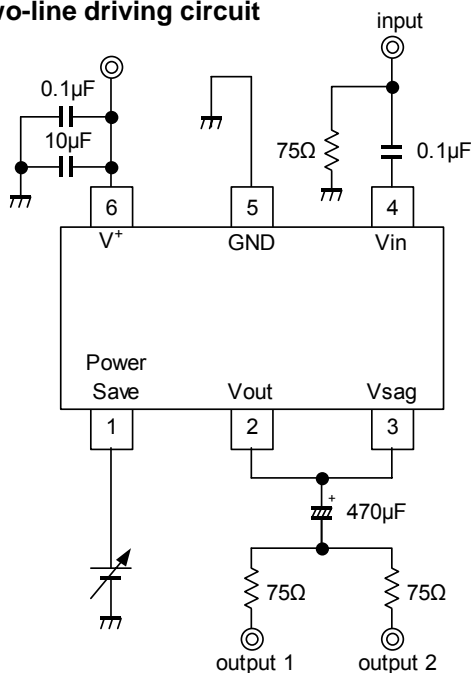 wo-line driving circuit
input
0.1µF
10µF
75Ω
0.1µF
6
5
4
V+
GND
Vin
Power
Save
Vout
Vsag
1
2
3
+
470µF
75Ω
75Ω
output 1
output 2